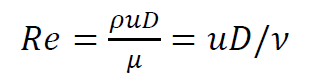 Re = ρuD/μ = uD/ν